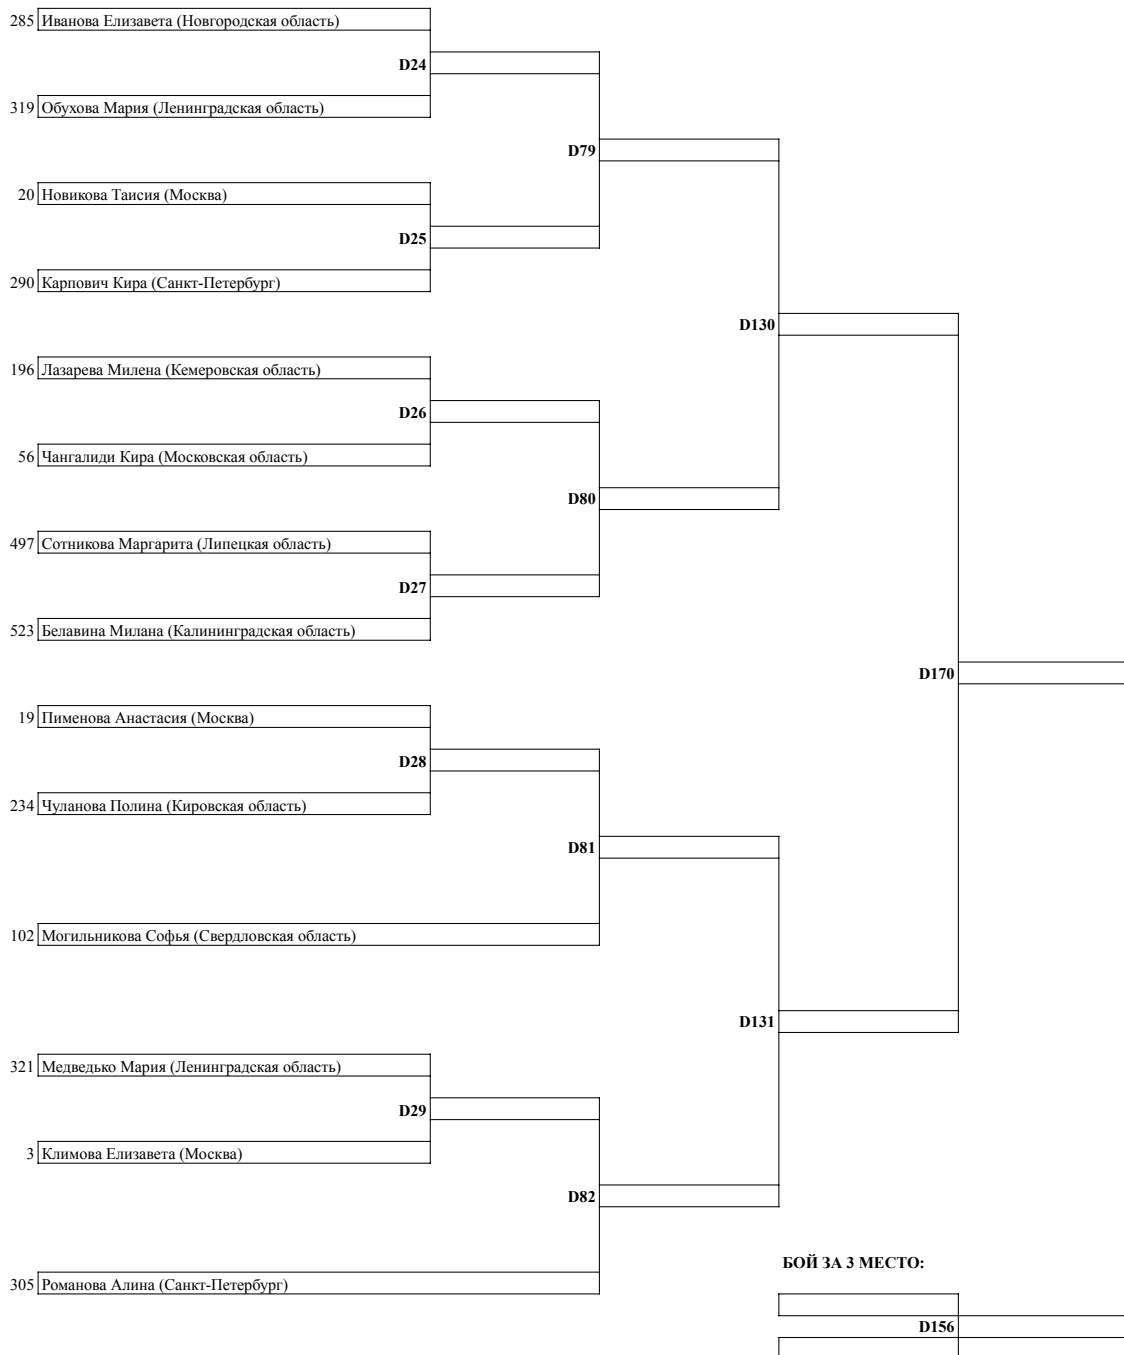 285 Иванова Елизавета (Новгородская область)
D24
319 Обухова Мария (Ленинградская область)
D79
20 Новикова Таисия (Москва)
D25
290 Карпович Кира (Санкт-Петербург)
D130
196 Лазарева Милена (Кемеровская область)
D26
56 Чангалиди Кира (Московская область)
D80
497 Сотникова Маргарита (Липецкая область)
D27
523 Белавина Милана (Калининградская область)
D170
19 Пименова Анастасия (Москва)
D28
234 Чуланова Полина (Кировская область)
D81
102 Могильникова Софья (Свердловская область)
D131
321 Медведько Мария (Ленинградская область)
D29
3 Климова Елизавета (Москва)
D82
БОЙ ЗА 3 МЕСТО:
305 Романова Алина (Санкт-Петербург)
D156